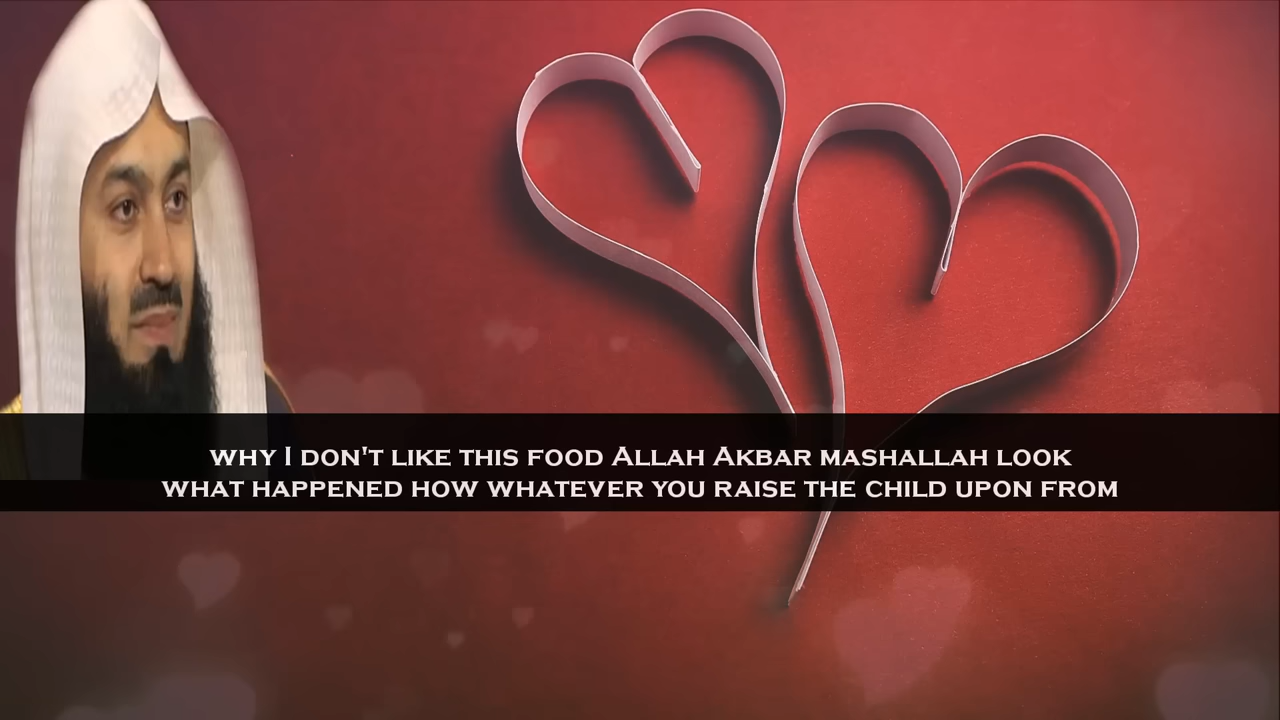 why I don't like this food Allah Akbar mashallah look
what happened how whatever you raise the child upon from